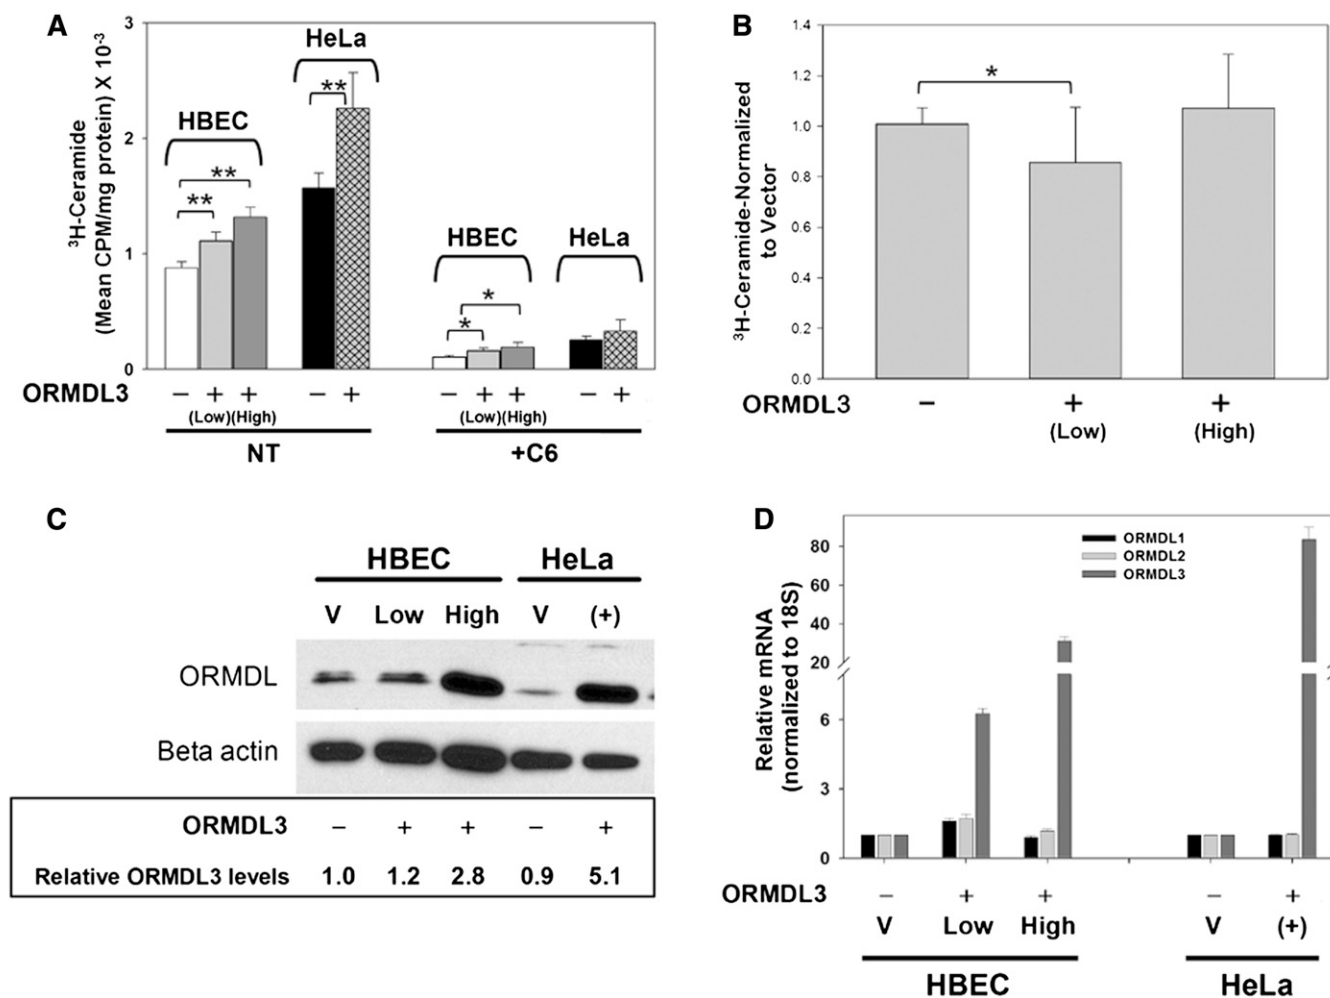 A
³H-Ceramide
(Mean CPM/mg protein) X 10⁻³
3
2
1
0
HBEC
**
**
HeLa
**
HBEC
*
*
HeLa
ORMDL3 – + + – + – + + – +
(Low)(High) (Low)(High)
NT +C6
B
³H-Ceramide-Normalized
to Vector
1.4
1.2
1.0
0.8
0.6
0.4
0.2
0.0
*
ORMDL3 – + +
(Low) (High)
C
HBEC HeLa
V Low High V (+)
ORMDL
Beta actin
ORMDL3 – + + – +
Relative ORMDL3 levels 1.0 1.2 2.8 0.9 5.1
D
Relative mRNA
(normalized to 18S)
80
60
40
20
6
3
0
ORMDL1
ORMDL2
ORMDL3
ORMDL3 – + + – +
V Low High V (+)
HBEC HeLa